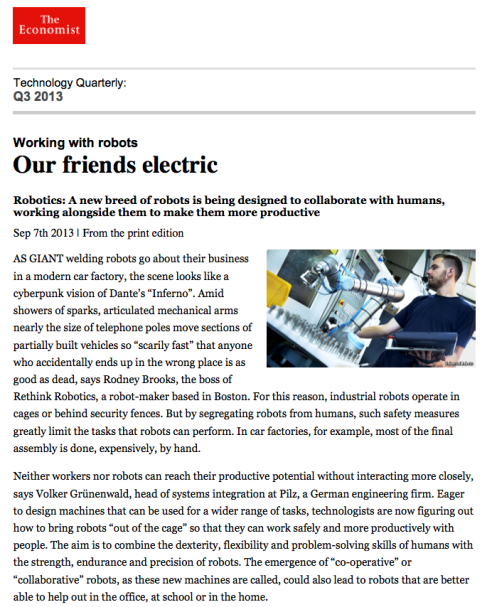 The
Economist
Technology Quarterly:
Q3 2013
Working with robots
Our friends electric
Robotics: A new breed of robots is being designed to collaborate with humans,
working alongside them to make them more productive
Sep 7th 2013 | From the print edition
AS GIANT welding robots go about their business
in a modern car factory, the scene looks like a
cyberpunk vision of Dante's "Inferno". Amid
showers of sparks, articulated mechanical arms
nearly the size of telephone poles move sections of
partially built vehicles so "scarily fast" that anyone
who accidentally ends up in the wrong place is as
good as dead, says Rodney Brooks, the boss of
Rethink Robotics, a robot-maker based in Boston. For this reason, industrial robots operate in
cages or behind security fences. But by segregating robots from humans, such safety measures
greatly limit the tasks that robots can perform. In car factories, for example, most of the final
assembly is done, expensively, by hand.
Neither workers nor robots can reach their productive potential without interacting more closely,
says Volker Grünenwald, head of systems integration at Pilz, a German engineering firm. Eager
to design machines that can be used for a wider range of tasks, technologists are now figuring out
how to bring robots "out of the cage" so that they can work safely and more productively with
people. The aim is to combine the dexterity, flexibility and problem-solving skills of humans with
the strength, endurance and precision of robots. The emergence of "co-operative" or
"collaborative" robots, as these new machines are called, could also lead to robots that are better
able to help out in the office, at school or in the home.